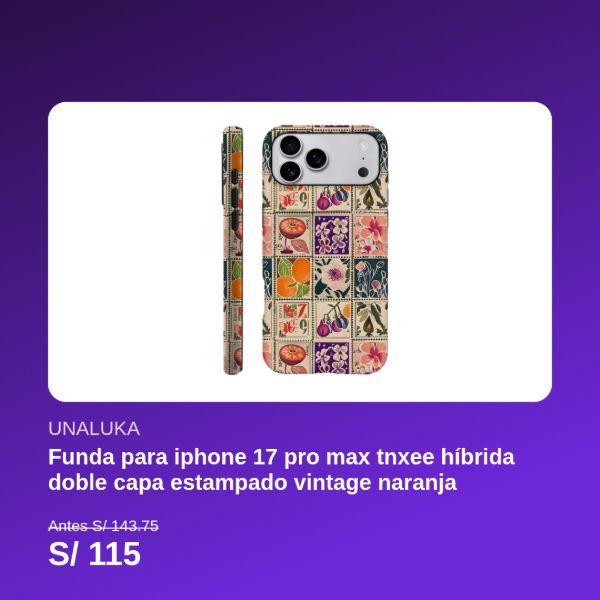 UNALUKA
Funda para iphone 17 pro max tnxee híbrida
doble capa estampado vintage naranja
Antes S/ 143.75
S/ 115